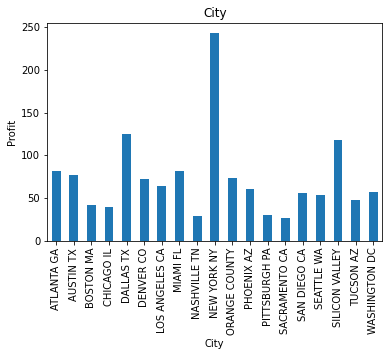 City
250
200
150
100
50
0
Profit
ATLANTA GA
AUSTIN TX
BOSTON MA
CHICAGO IL
DALLAS TX
DENVER CO
LOS ANGELES CA
MIAMI FL
NASHVILLE TN
NEW YORK NY
ORANGE COUNTY
PHOENIX AZ
PITTSBURGH PA
SACRAMENTO CA
SAN DIEGO CA
SEATTLE WA
SILICON VALLEY
TUCSON AZ
WASHINGTON DC
City